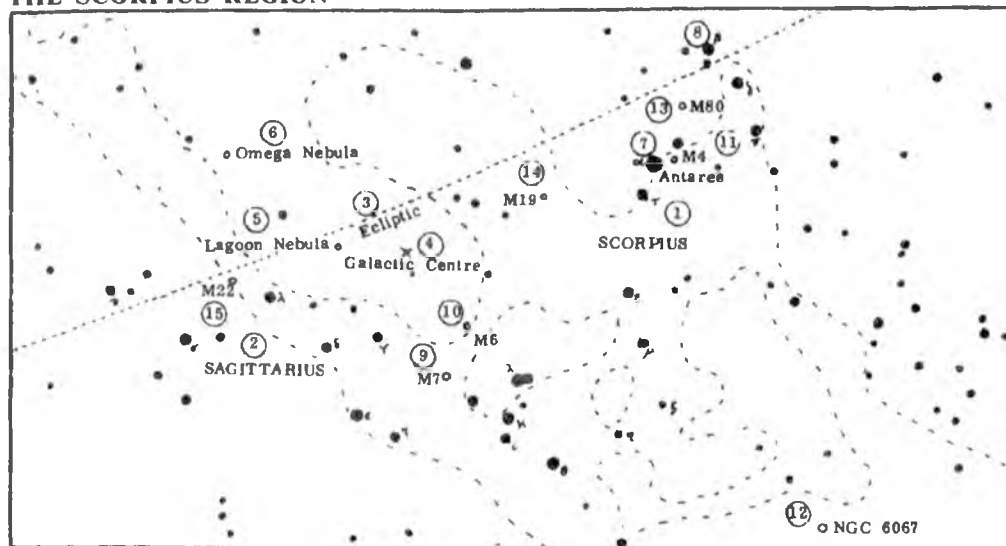 THE SCORPIUS REGION
8 β
δ
13 M80
6
Omega Nebula
7 11
α M4
Antares
14
M19
τ 1
3
Ecliptic
5
Lagoon Nebula
4
Galactic Centre
SCORPIUS
M22
λ
15
10
M6
ε
μ
σ
2
SAGITTARIUS
δ
γ
9
M7
λ
ζ
ε
η
κ
ι
η
θ
12
NGC 6067